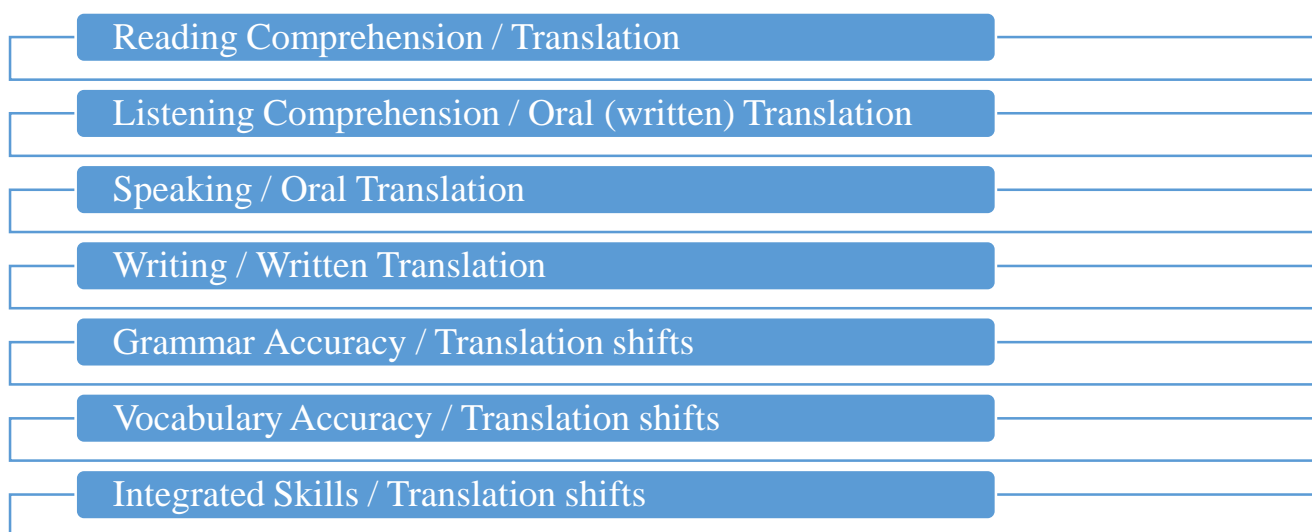 Reading Comprehension / Translation
Listening Comprehension / Oral (written) Translation
Speaking / Oral Translation
Writing / Written Translation
Grammar Accuracy / Translation shifts
Vocabulary Accuracy / Translation shifts
Integrated Skills / Translation shifts